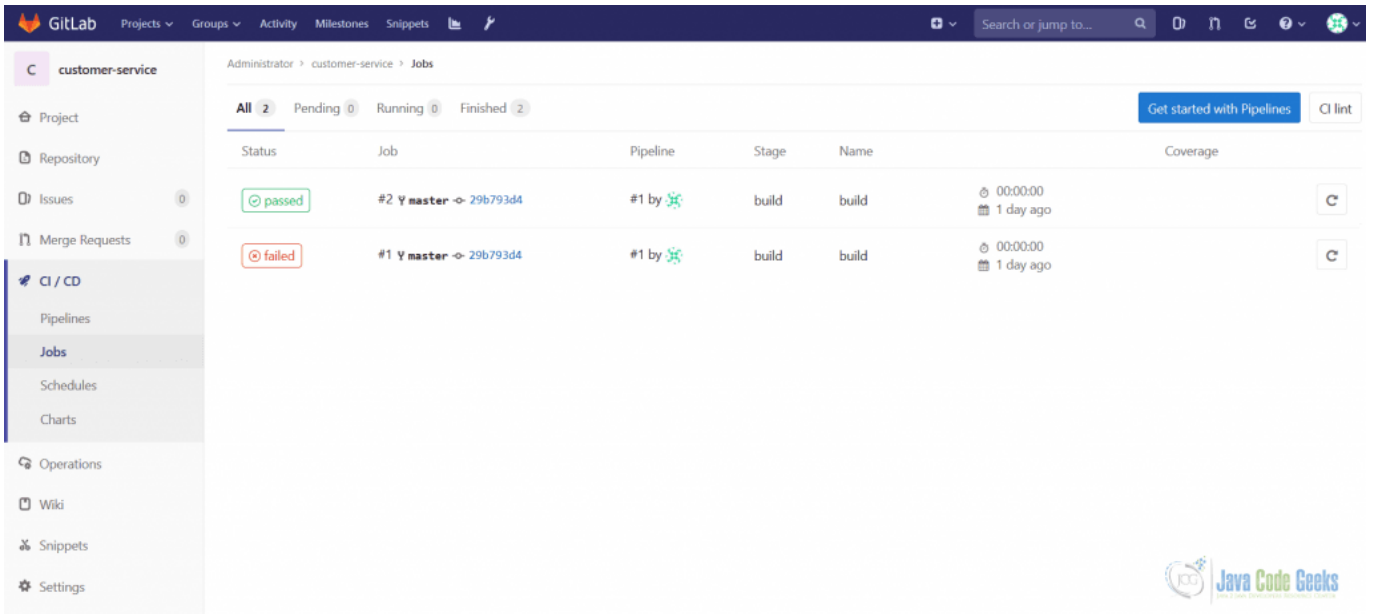 GitLab Projects Groups Activity Milestones Snippets Search or jump to...
C customer-service
Administrator > customer-service > Jobs
Project
Repository
Issues 0
Merge Requests 0
CI / CD
Pipelines
Jobs
Schedules
Charts
Operations
Wiki
Snippets
Settings
All 2 Pending 0 Running 0 Finished 2 Get started with Pipelines CI lint
Status Job Pipeline Stage Name Coverage
passed #2 master 29b793d4 #1 by build build 00:00:00
1 day ago
failed #1 master 29b793d4 #1 by build build 00:00:00
1 day ago
JCG Java Code Geeks